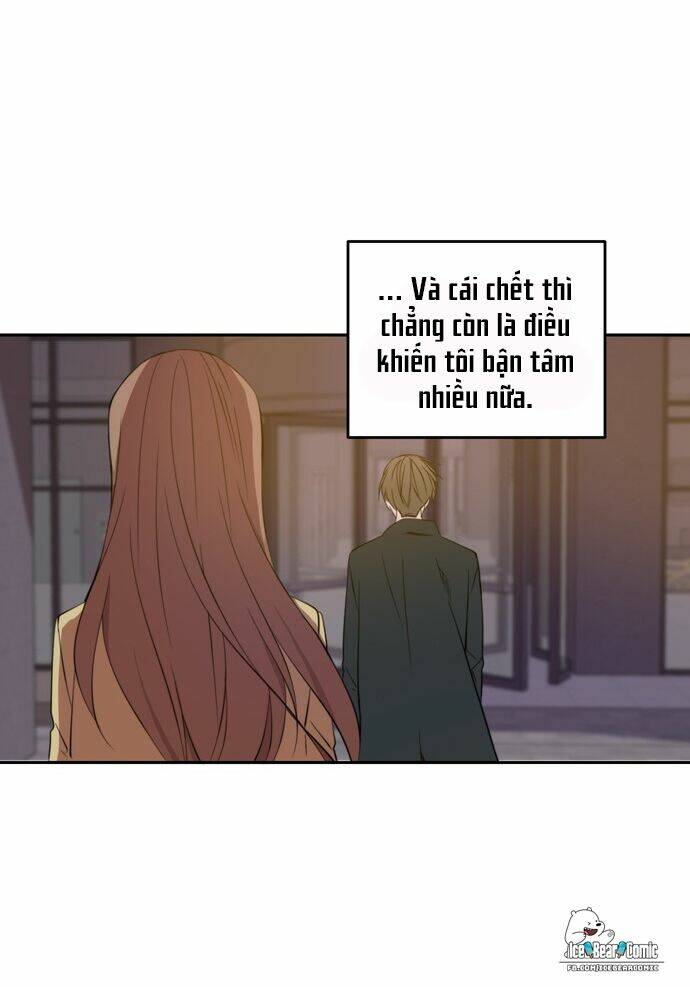 ... Và cái chết thì
chẳng còn là điều
khiến tôi bận tâm
nhiều nữa.
Ice Bear Comic
FB.COM/ICEBEARCOMIC